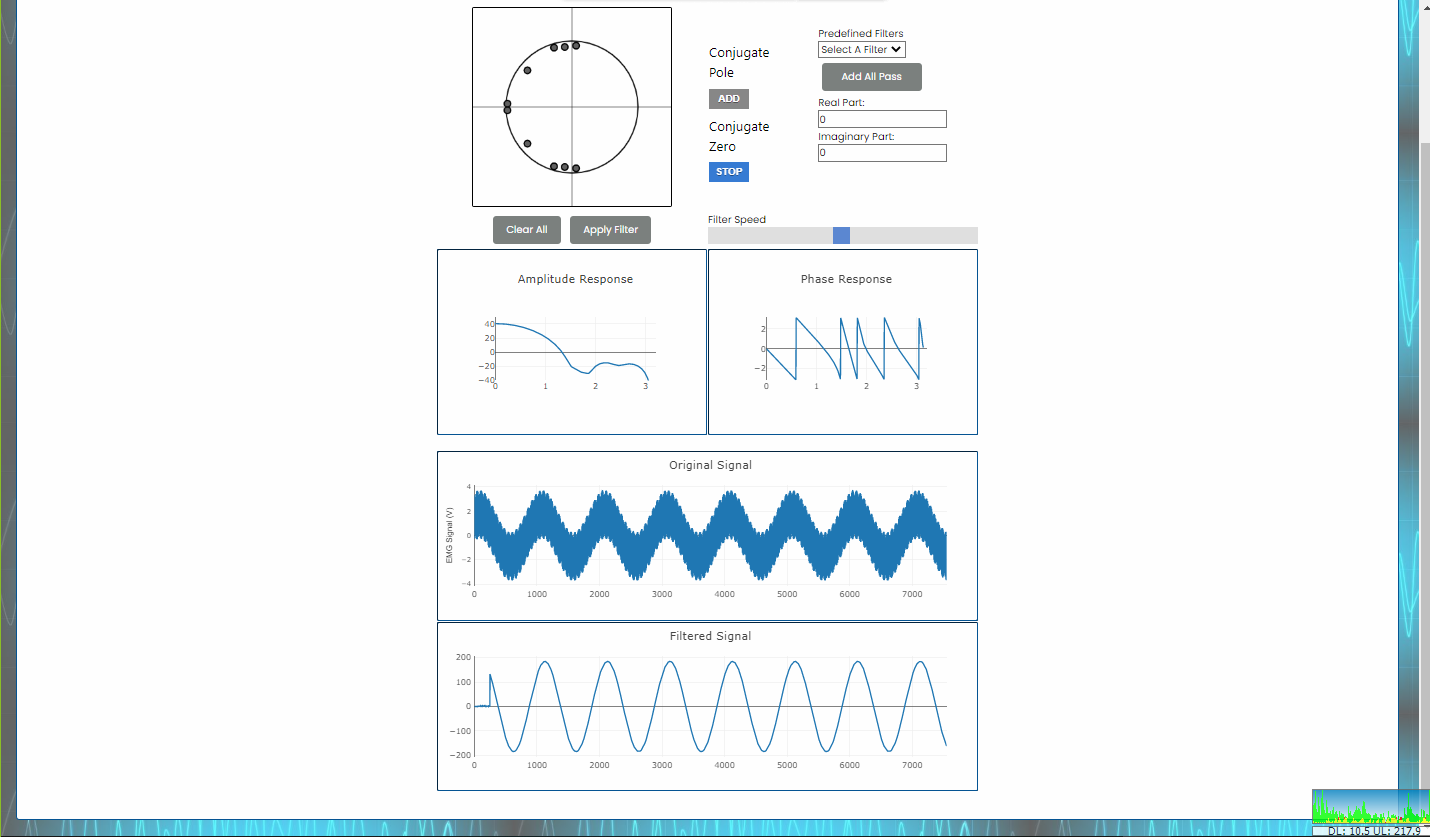 Predefined Filters
Select A Filter
Conjugate
Pole
Add All Pass
ADD
Real Part:
0
Conjugate
Zero
Imaginary Part:
0
STOP
Clear All
Apply Filter
Filter Speed
Amplitude Response
40
20
0
−20
−40
0 1 2 3
Phase Response
2
0
−2
0 1 2 3
Original Signal
EMG Signal (V)
4
2
0
−2
−4
0 1000 2000 3000 4000 5000 6000 7000
Filtered Signal
200
100
0
−100
−200
0 1000 2000 3000 4000 5000 6000 7000
DL: 10.5 UL: 217.9